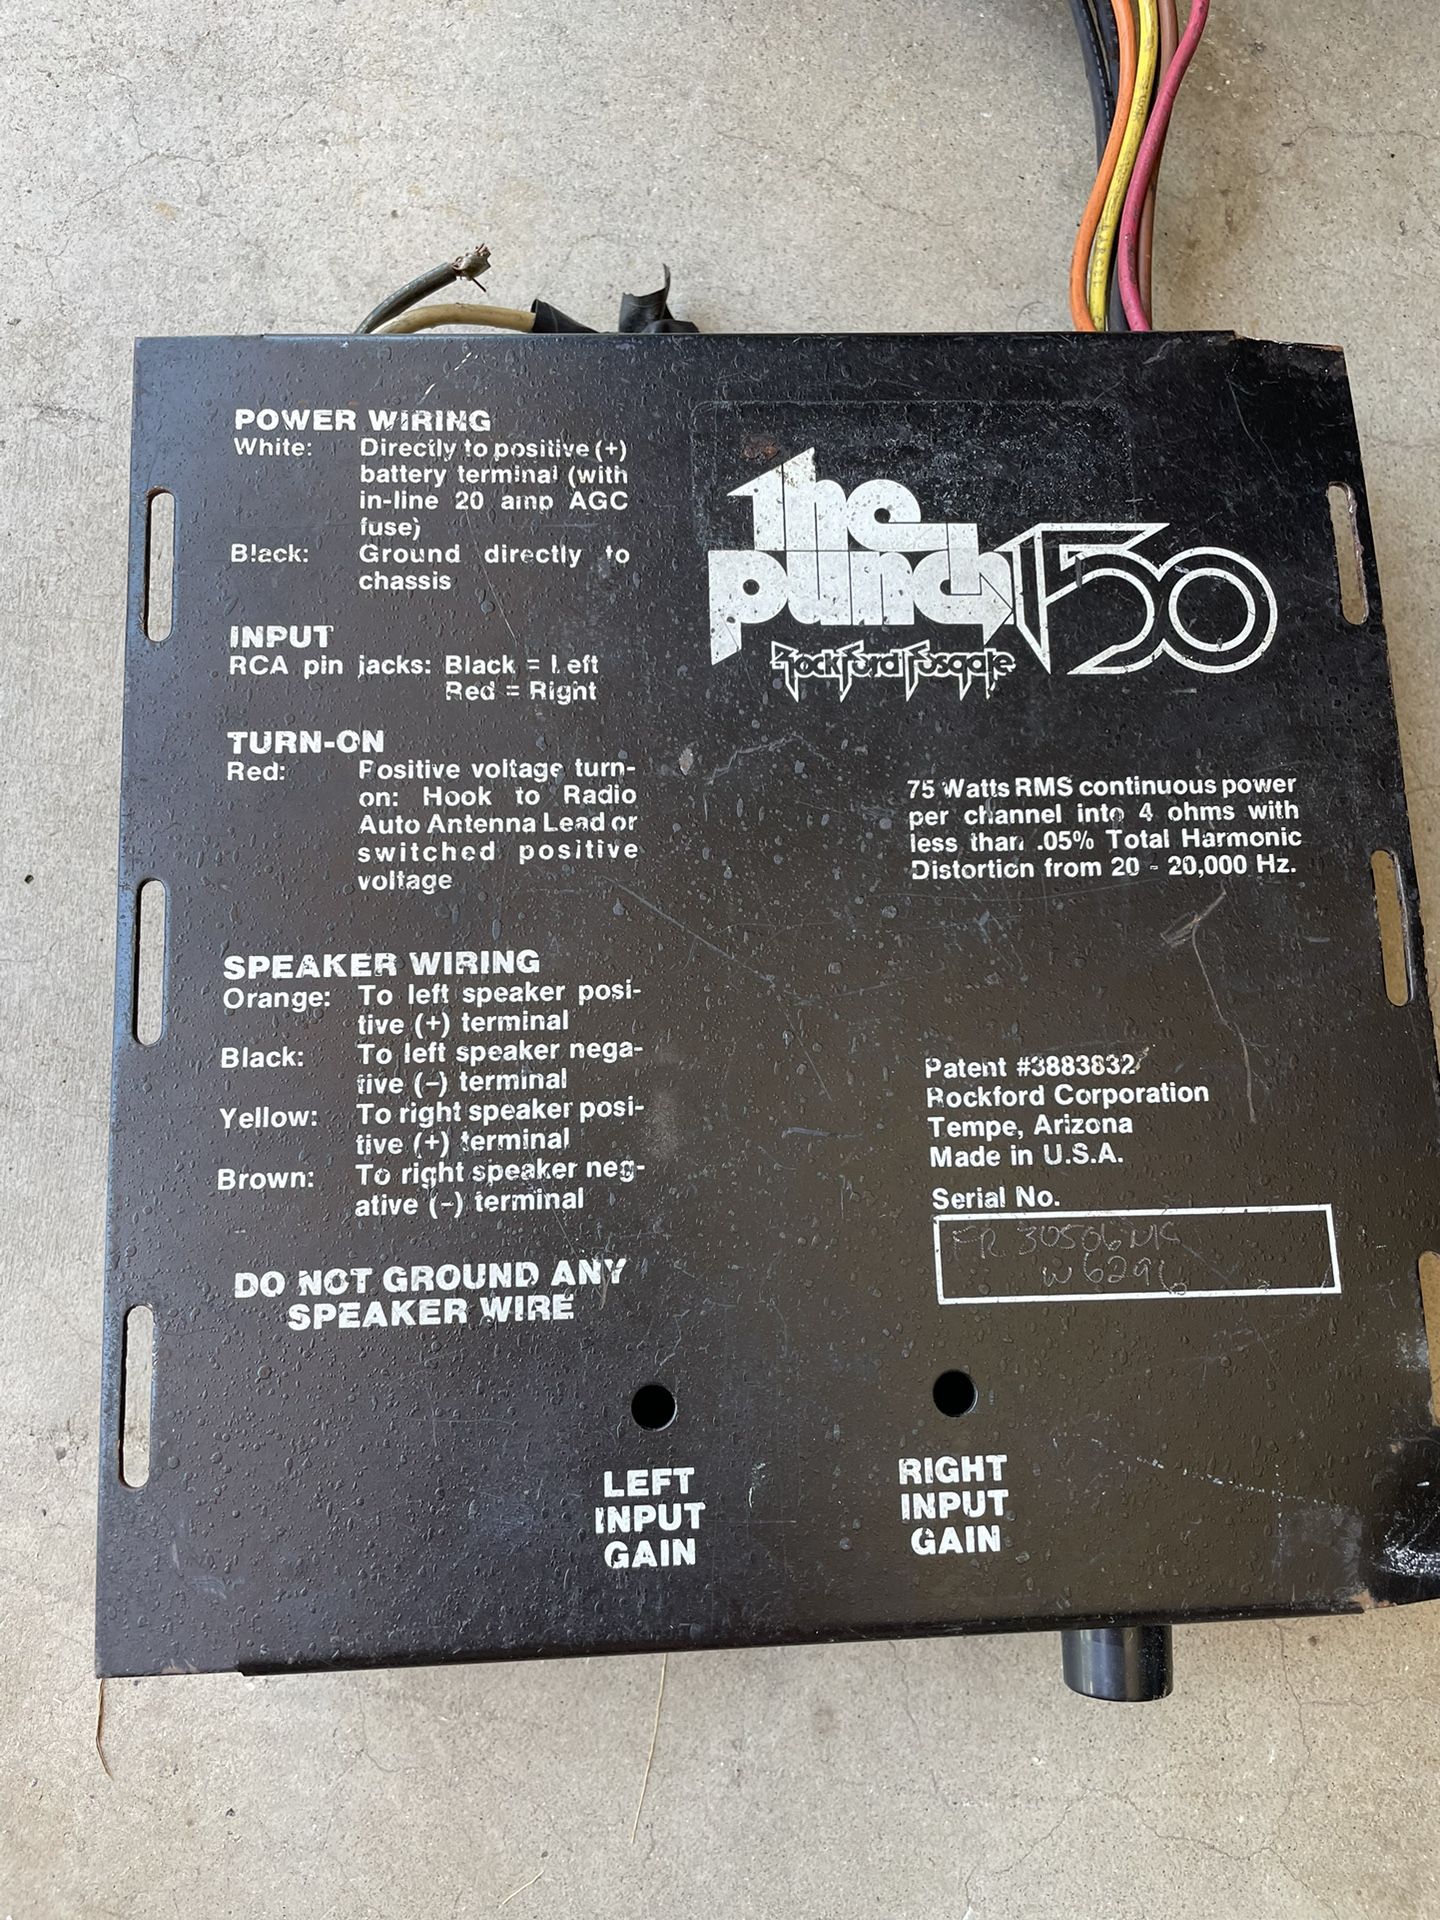 POWER WIRING
White: Directly to positive (+)
battery terminal (with
in-line 20 amp AGC
fuse)
Black: Ground directly to
chassis
INPUT
RCA pin jacks: Black = Left
Red = Right
TURN-ON
Red: Positive voltage turn-
on: Hook to Radio
Auto Antenna Lead or
switched positive
voltage
SPEAKER WIRING
Orange: To left speaker posi-
tive (+) terminal
Black: To left speaker nega-
tive (-) terminal
Yellow: To right speaker posi-
tive (+) terminal
Brown: To right speaker neg-
ative (-) terminal
DO NOT GROUND ANY
SPEAKER WIRE
the
punch 150
Rockford Fosgate
75 Watts RMS continuous power
per channel into 4 ohms with
less than .05% Total Harmonic
Distortion from 20 - 20,000 Hz.
Patent #3883832
Rockford Corporation
Tempe, Arizona
Made in U.S.A.
Serial No.
W6296
LEFT
INPUT
GAIN
RIGHT
INPUT
GAIN